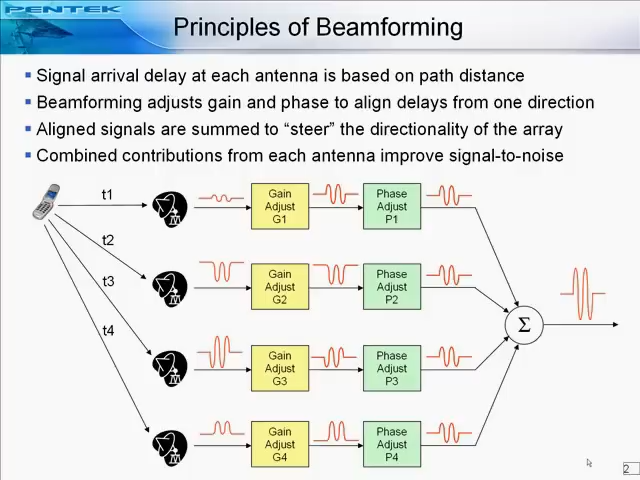 PENTEK
Principles of Beamforming
Signal arrival delay at each antenna is based on path distance
Beamforming adjusts gain and phase to align delays from one direction
Aligned signals are summed to “steer” the directionality of the array
Combined contributions from each antenna improve signal-to-noise
t1
Gain
Adjust
G1
Phase
Adjust
P1
t2
Gain
Adjust
G2
Phase
Adjust
P2
t3
Σ
t4
Gain
Adjust
G3
Phase
Adjust
P3
Gain
Adjust
G4
Phase
Adjust
P4
2